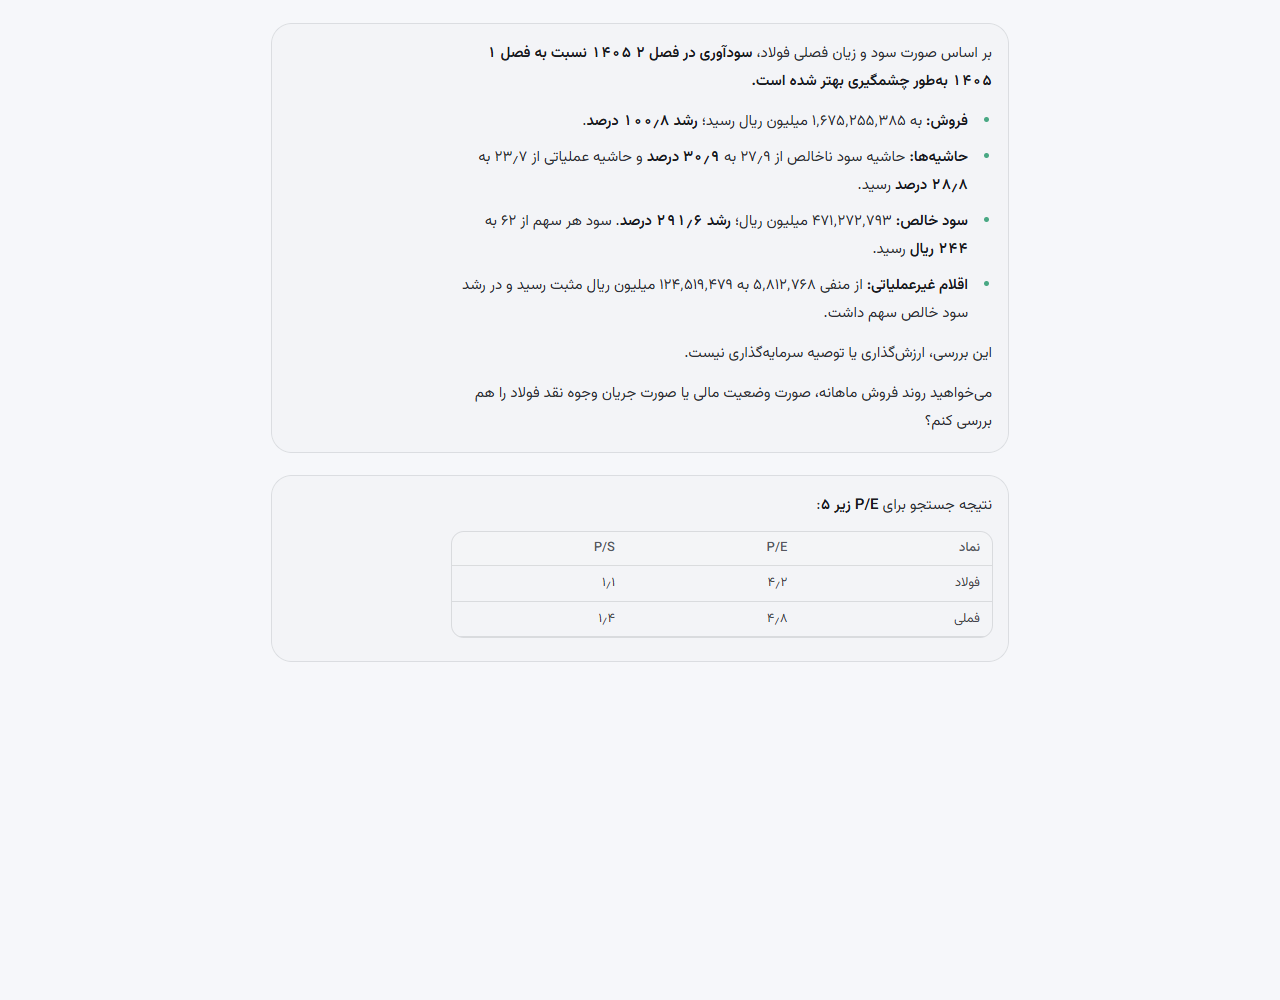 بر اساس صورت سود و زیان فصلی فولاد، سودآوری در فصل ۲ ۱۴۰۵ نسبت به فصل ۱
۱۴۰۵ به‌طور چشمگیری بهتر شده است.
فروش: به ۱,۶۷۵,۲۵۵,۳۸۵ میلیون ریال رسید؛ رشد ۱۰۰٫۸ درصد.
حاشیه‌ها: حاشیه سود ناخالص از ۲۷٫۹ به ۳۰٫۹ درصد و حاشیه عملیاتی از ۲۳٫۷ به
۲۸٫۸ درصد رسید.
سود خالص: ۴۷۱,۲۷۲,۷۹۳ میلیون ریال؛ رشد ۲۹۱٫۶ درصد. سود هر سهم از ۶۲ به
۲۴۴ ریال رسید.
اقلام غیرعملیاتی: از منفی ۵,۸۱۲,۷۶۸ به ۱۲۴,۵۱۹,۴۷۹ میلیون ریال مثبت رسید و در رشد
سود خالص سهم داشت.
این بررسی، ارزش‌گذاری یا توصیه سرمایه‌گذاری نیست.
می‌خواهید روند فروش ماهانه، صورت وضعیت مالی یا صورت جریان وجوه نقد فولاد را هم
بررسی کنم؟
نتیجه جستجو برای P/E زیر ۵:
نماد P/E P/S
فولاد ۴٫۲ ۱٫۱
فملی ۴٫۸ ۱٫۴